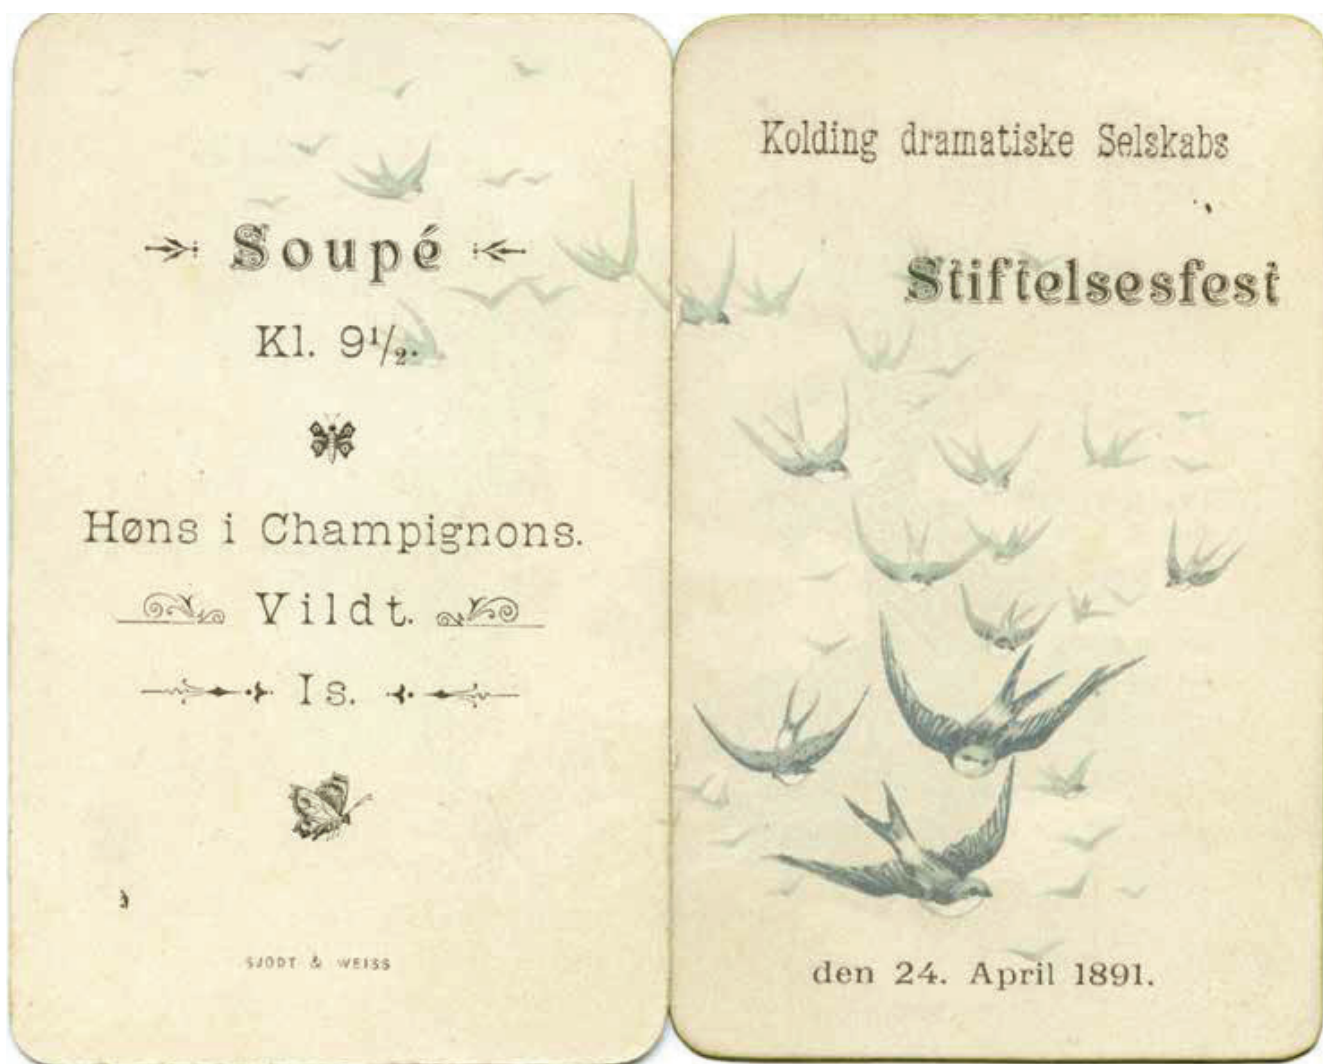 Soupé
Kl. 9¹/₂.
Høns i Champignons.
Vildt.
Is.
SJODT & WEISS
Kolding dramatiske Selskabs
Stiftelsesfest
den 24. April 1891.